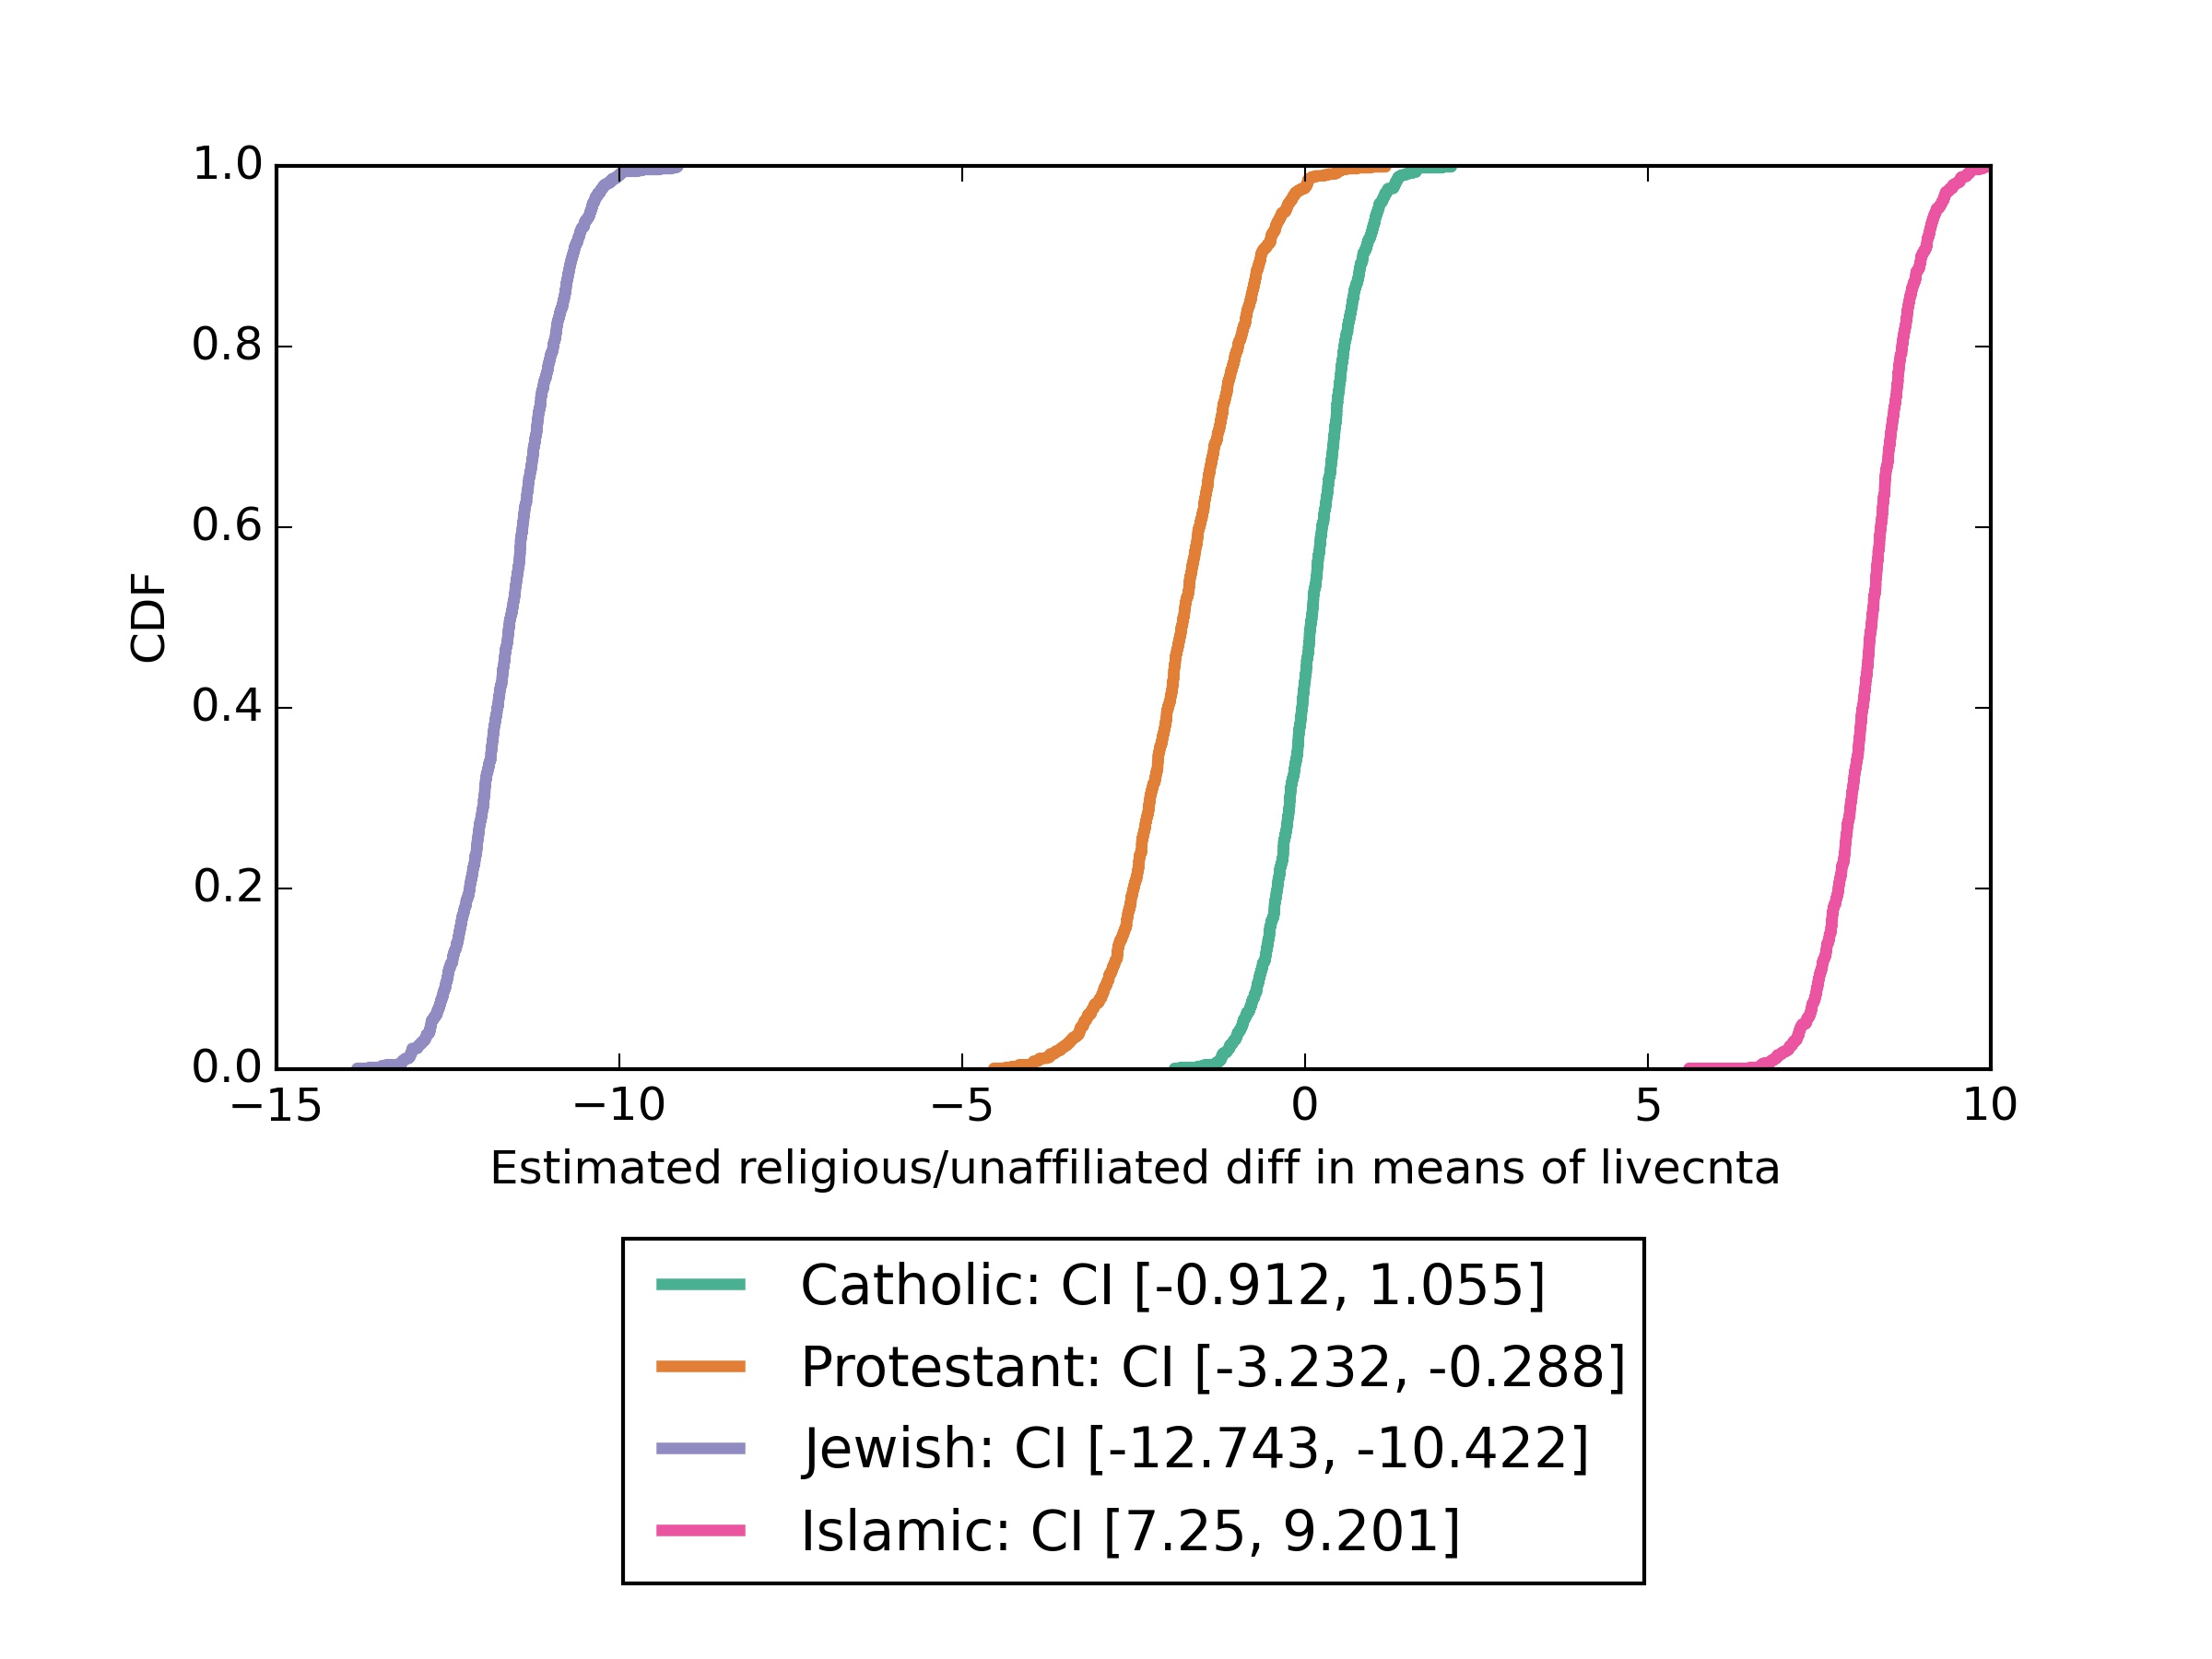 1.0
0.8
0.6
0.4
0.2
0.0
CDF
−15 −10 −5 0 5 10
Estimated religious/unaffiliated diff in means of livecnta
Catholic: CI [-0.912, 1.055]
Protestant: CI [-3.232, -0.288]
Jewish: CI [-12.743, -10.422]
Islamic: CI [7.25, 9.201]